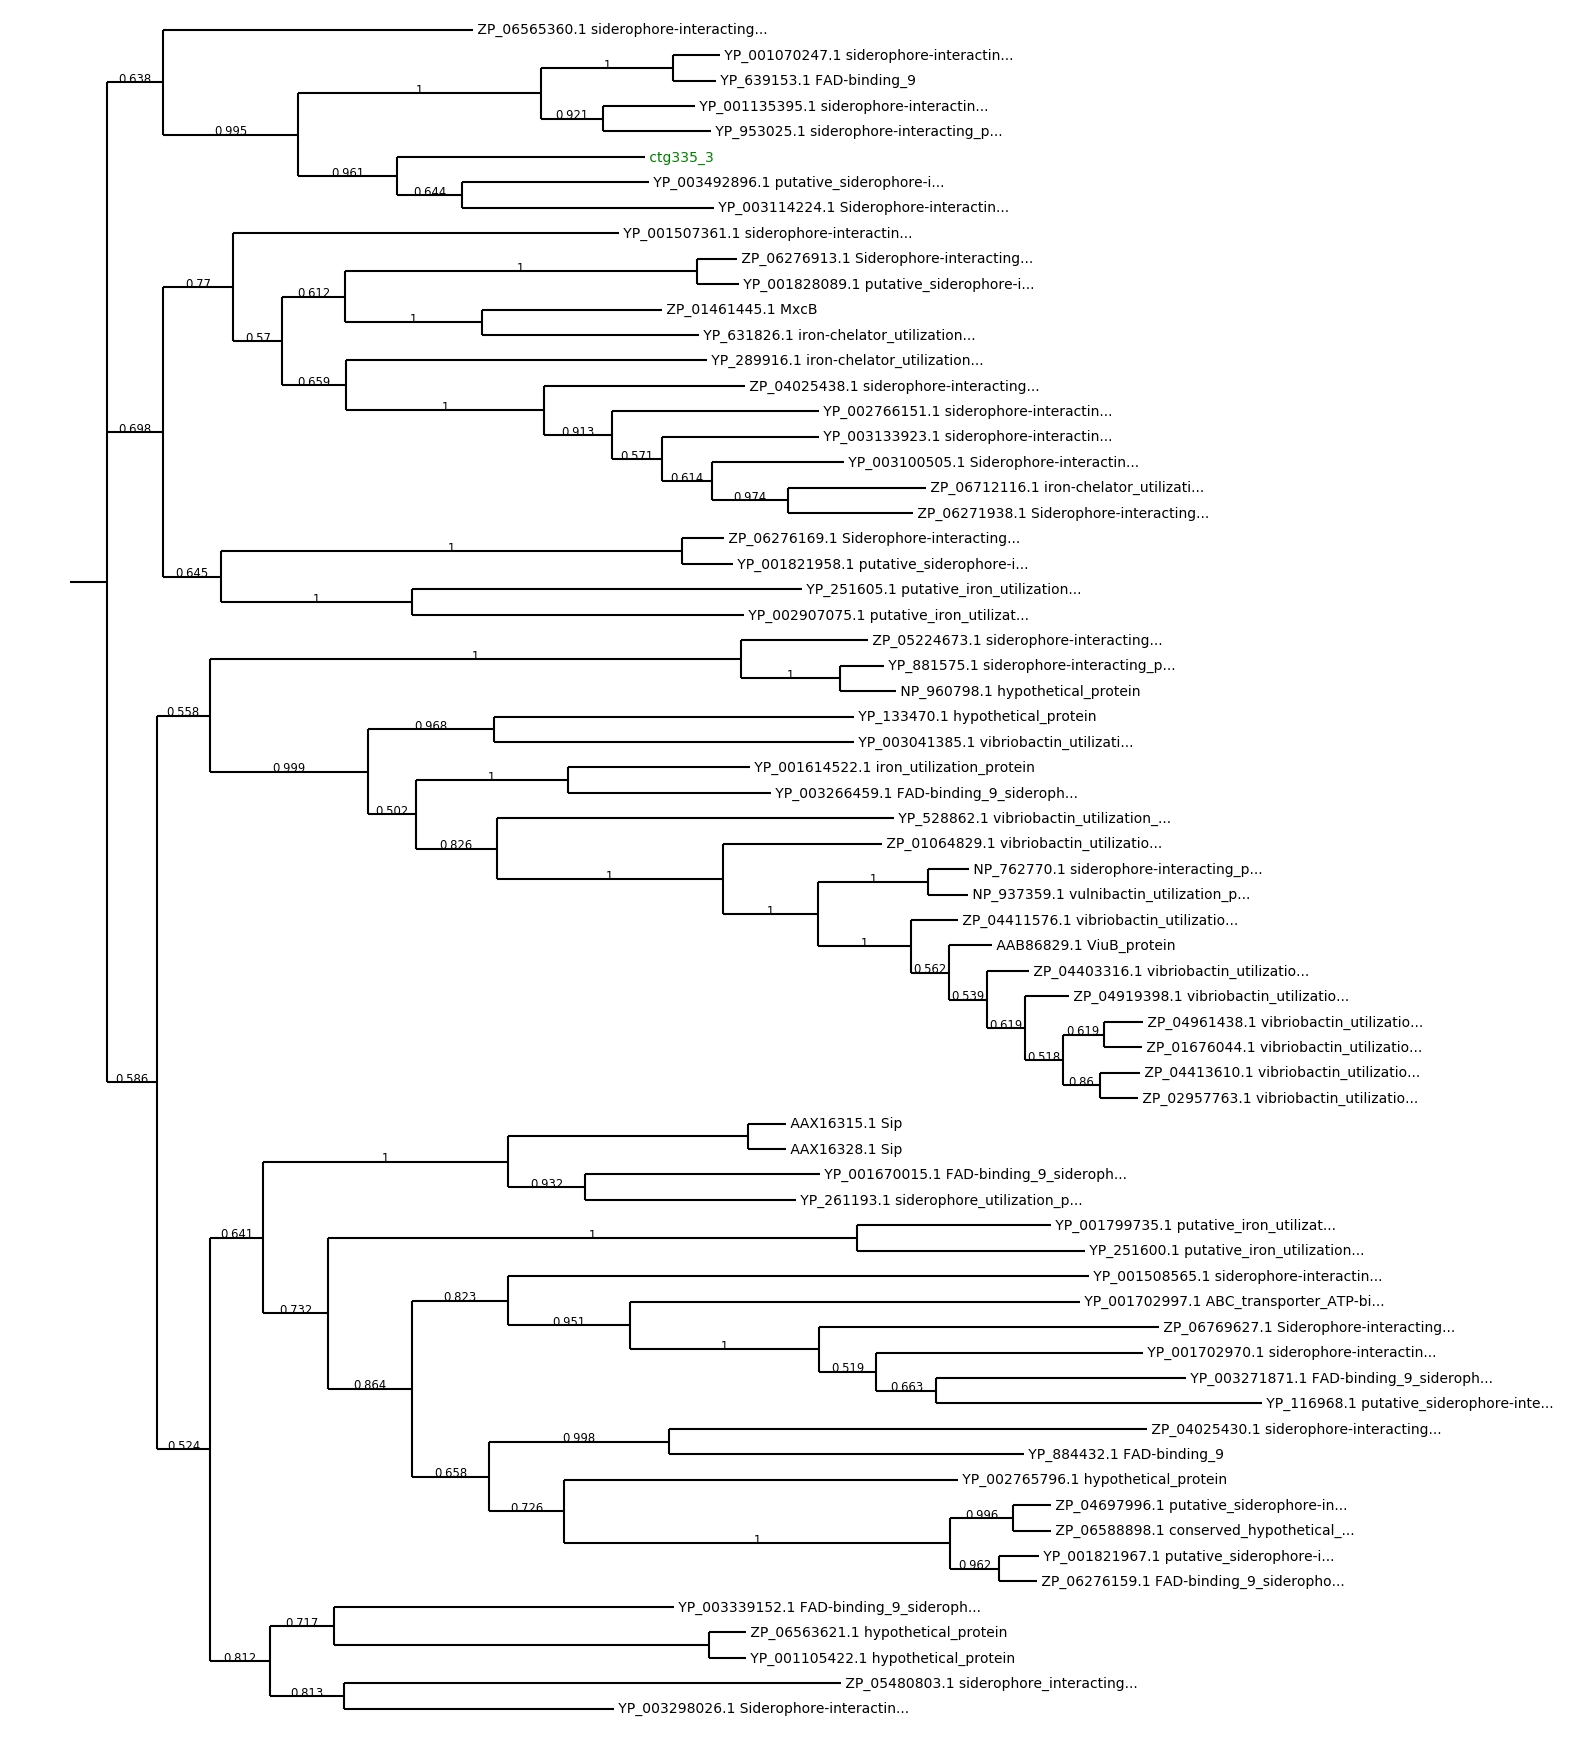 ZP_06565360.1 siderophore-interacting...
YP_001070247.1 siderophore-interactin...
1
0.638
YP_639153.1 FAD-binding_9
1
YP_001135395.1 siderophore-interactin...
0.921
0.995
YP_953025.1 siderophore-interacting_p...
ctg335_3
0.961
YP_003492896.1 putative_siderophore-i...
0.644
YP_003114224.1 Siderophore-interactin...
YP_001507361.1 siderophore-interactin...
ZP_06276913.1 Siderophore-interacting...
1
0.77
YP_001828089.1 putative_siderophore-i...
0.612
ZP_01461445.1 MxcB
1
YP_631826.1 iron-chelator_utilization...
0.57
YP_289916.1 iron-chelator_utilization...
0.659
ZP_04025438.1 siderophore-interacting...
1
YP_002766151.1 siderophore-interactin...
0.698
0.913
YP_003133923.1 siderophore-interactin...
0.571
YP_003100505.1 Siderophore-interactin...
0.614
ZP_06712116.1 iron-chelator_utilizati...
0.974
ZP_06271938.1 Siderophore-interacting...
ZP_06276169.1 Siderophore-interacting...
1
YP_001821958.1 putative_siderophore-i...
0.645
YP_251605.1 putative_iron_utilization...
1
YP_002907075.1 putative_iron_utilizat...
ZP_05224673.1 siderophore-interacting...
1
YP_881575.1 siderophore-interacting_p...
1
NP_960798.1 hypothetical_protein
0.558
YP_133470.1 hypothetical_protein
0.968
YP_003041385.1 vibriobactin_utilizati...
0.999
YP_001614522.1 iron_utilization_protein
1
YP_003266459.1 FAD-binding_9_sideroph...
0.502
YP_528862.1 vibriobactin_utilization_...
0.826
ZP_01064829.1 vibriobactin_utilizatio...
1
NP_762770.1 siderophore-interacting_p...
1
NP_937359.1 vulnibactin_utilization_p...
1
ZP_04411576.1 vibriobactin_utilizatio...
1
AAB86829.1 ViuB_protein
0.562
ZP_04403316.1 vibriobactin_utilizatio...
0.539
ZP_04919398.1 vibriobactin_utilizatio...
0.619
ZP_04961438.1 vibriobactin_utilizatio...
0.619
ZP_01676044.1 vibriobactin_utilizatio...
0.518
ZP_04413610.1 vibriobactin_utilizatio...
0.586
0.86
ZP_02957763.1 vibriobactin_utilizatio...
AAX16315.1 Sip
AAX16328.1 Sip
1
YP_001670015.1 FAD-binding_9_sideroph...
0.932
YP_261193.1 siderophore_utilization_p...
YP_001799735.1 putative_iron_utilizat...
0.641
1
YP_251600.1 putative_iron_utilization...
YP_001508565.1 siderophore-interactin...
0.823
YP_001702997.1 ABC_transporter_ATP-bi...
0.732
0.951
ZP_06769627.1 Siderophore-interacting...
1
YP_001702970.1 siderophore-interactin...
0.519
YP_003271871.1 FAD-binding_9_sideroph...
0.864
0.663
YP_116968.1 putative_siderophore-inte...
ZP_04025430.1 siderophore-interacting...
0.998
0.524
YP_884432.1 FAD-binding_9
0.658
YP_002765796.1 hypothetical_protein
0.726
ZP_04697996.1 putative_siderophore-in...
0.996
ZP_06588898.1 conserved_hypothetical_...
1
YP_001821967.1 putative_siderophore-i...
0.962
ZP_06276159.1 FAD-binding_9_sideropho...
YP_003339152.1 FAD-binding_9_sideroph...
0.717
ZP_06563621.1 hypothetical_protein
0.812
YP_001105422.1 hypothetical_protein
ZP_05480803.1 siderophore_interacting...
0.813
YP_003298026.1 Siderophore-interactin...